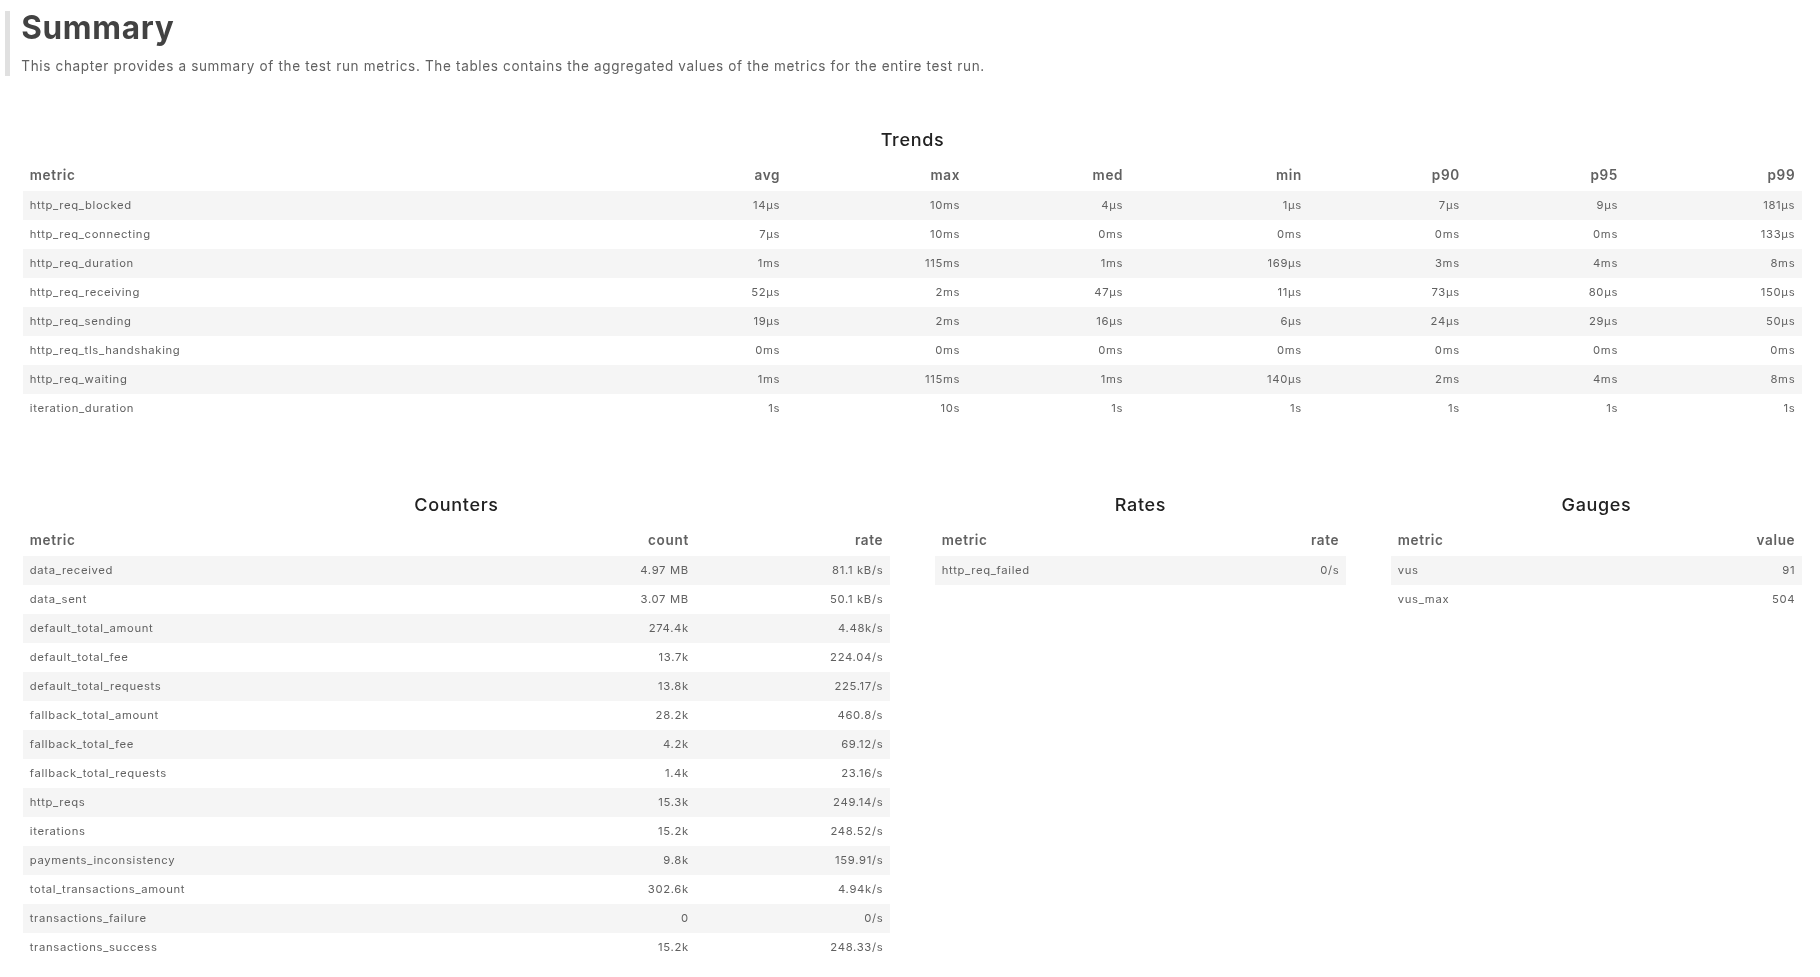 Summary
This chapter provides a summary of the test run metrics. The tables contains the aggregated values of the metrics for the entire test run.
Trends
metric avg max med min p90 p95 p99
http_req_blocked 14µs 10ms 4µs 1µs 7µs 9µs 181µs
http_req_connecting 7µs 10ms 0ms 0ms 0ms 0ms 133µs
http_req_duration 1ms 115ms 1ms 169µs 3ms 4ms 8ms
http_req_receiving 52µs 2ms 47µs 11µs 73µs 80µs 150µs
http_req_sending 19µs 2ms 16µs 6µs 24µs 29µs 50µs
http_req_tls_handshaking 0ms 0ms 0ms 0ms 0ms 0ms 0ms
http_req_waiting 1ms 115ms 1ms 140µs 2ms 4ms 8ms
iteration_duration 1s 10s 1s 1s 1s 1s 1s
Counters
metric count rate
data_received 4.97 MB 81.1 kB/s
data_sent 3.07 MB 50.1 kB/s
default_total_amount 274.4k 4.48k/s
default_total_fee 13.7k 224.04/s
default_total_requests 13.8k 225.17/s
fallback_total_amount 28.2k 460.8/s
fallback_total_fee 4.2k 69.12/s
fallback_total_requests 1.4k 23.16/s
http_reqs 15.3k 249.14/s
iterations 15.2k 248.52/s
payments_inconsistency 9.8k 159.91/s
total_transactions_amount 302.6k 4.94k/s
transactions_failure 0 0/s
transactions_success 15.2k 248.33/s
Rates
metric rate
http_req_failed 0/s
Gauges
metric value
vus 91
vus_max 504